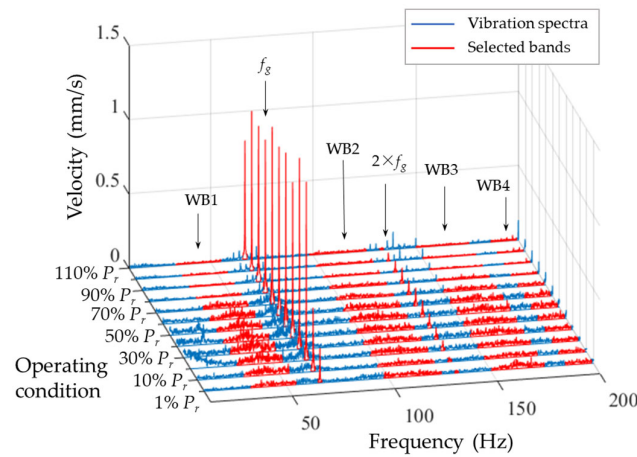 1.5
Vibration spectra
Selected bands
f_g
1
Velocity (mm/s)
WB2
2×f_g
WB3
0.5
WB1
WB4
0
110% P_r
90% P_r
70% P_r
50% P_r
30% P_r
10% P_r
1% P_r
Operating
condition
50
100
150
200
Frequency (Hz)